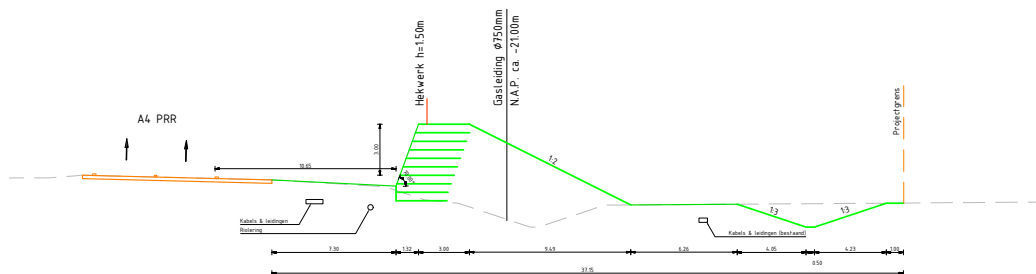 Hekwerk h=1.50m
Gasleiding Ø750mm
N.A.P. ca. -21.00m
Projectgrens
A4 PRR
3.00
10.65
1:2
1:3
1:3
Kabels & leidingen
Riolering
Kabels & leidingen (bestaand)
7.30
1.32
3.00
9.49
6.26
4.05
0.50
4.23
1.00
37.15